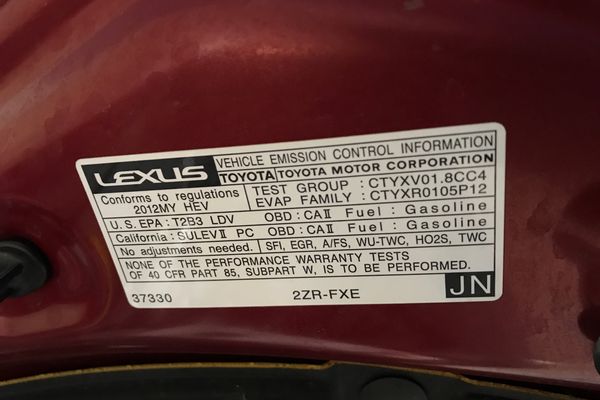 LEXUS
VEHICLE EMISSION CONTROL INFORMATION
TOYOTA TOYOTA MOTOR CORPORATION
Conforms to regulations
2012MY HEV
TEST GROUP : CTYXV01.8CC4
EVAP FAMILY : CTYXR0105P12
U.S. EPA : T2B3 LDV OBD : CAII Fuel : Gasoline
California : SULEVII PC OBD : CAII Fuel : Gasoline
No adjustments needed. SFI, EGR, A/FS, WU-TWC, HO2S, TWC
NONE OF THE PERFORMANCE WARRANTY TESTS
OF 40 CFR PART 85, SUBPART W, IS TO BE PERFORMED.
37330 2ZR-FXE JN